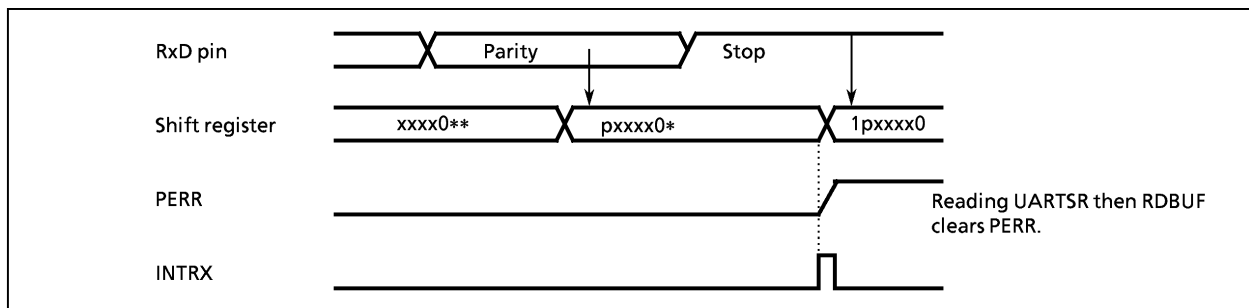 RxD pin Parity Stop
Shift register xxxx0** pxxxx0* 1pxxxx0
PERR
Reading UARTSR then RDBUF
clears PERR.
INTRX